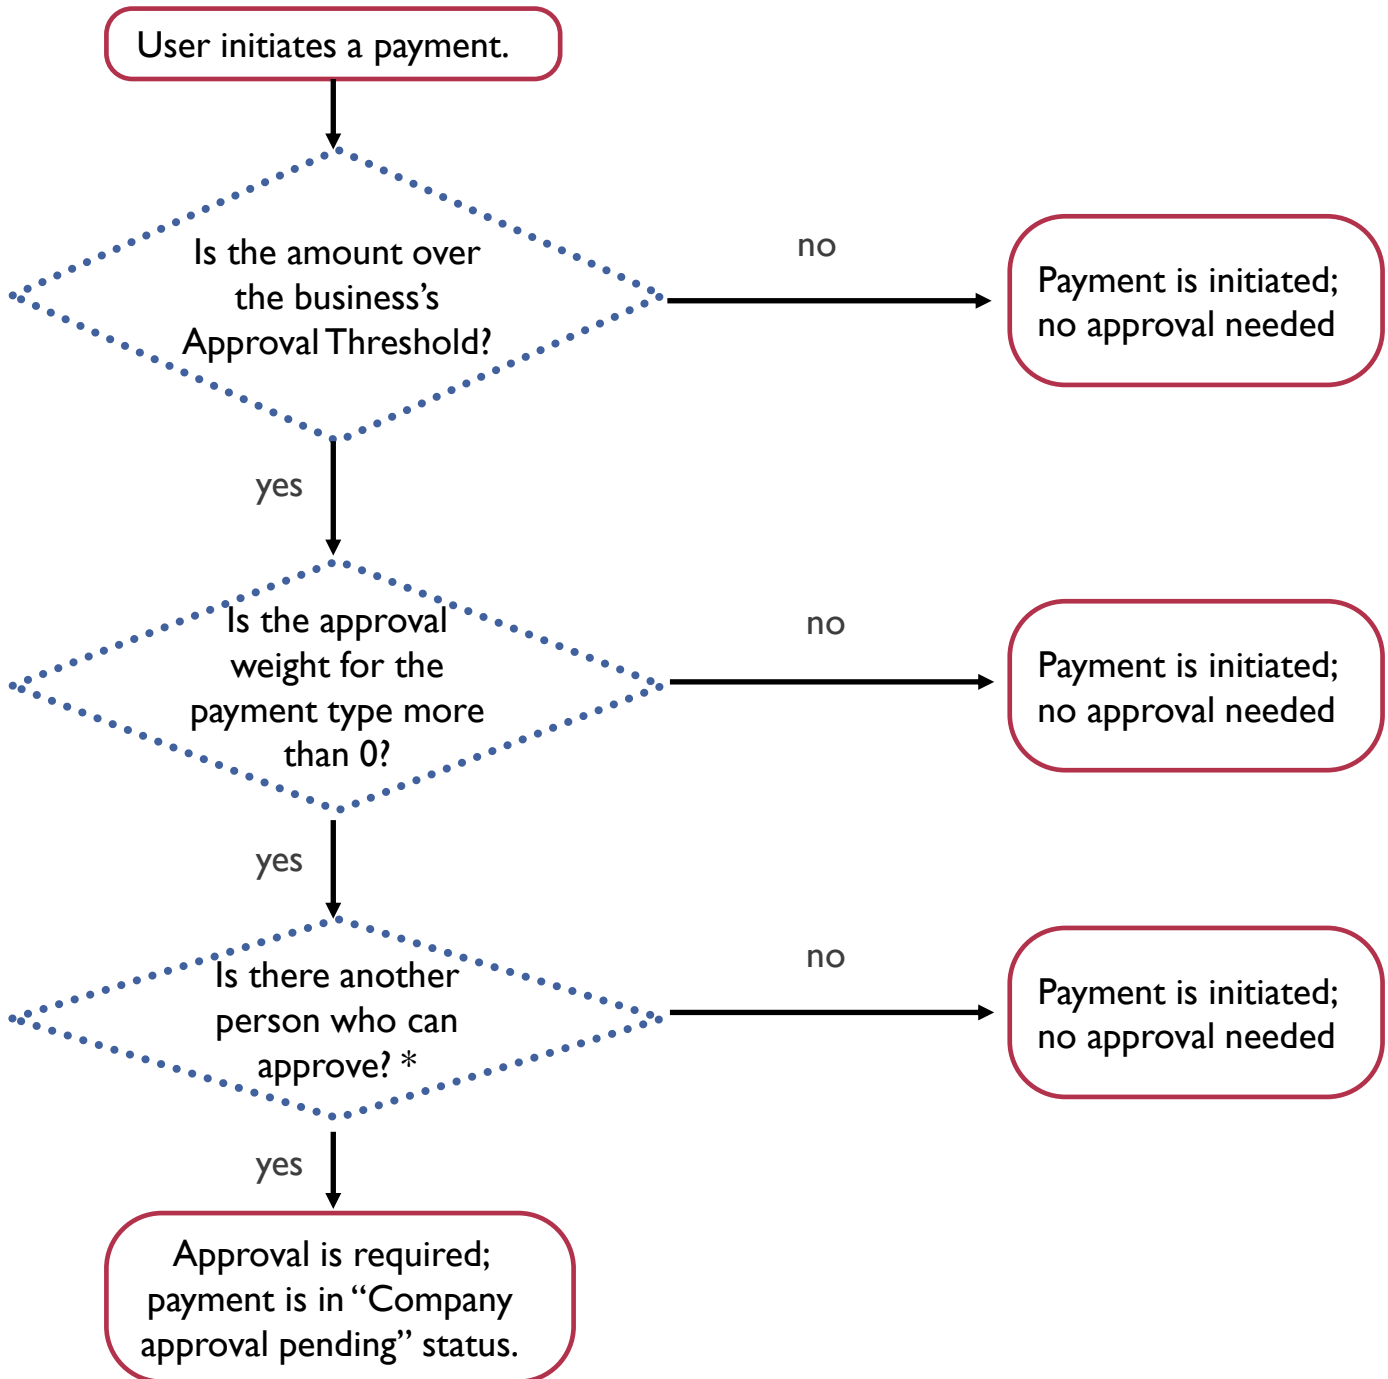 User initiates a payment.
Is the amount over
the business’s
Approval Threshold?
no
Payment is initiated;
no approval needed
yes
Is the approval
weight for the
payment type more
than 0?
no
Payment is initiated;
no approval needed
yes
Is there another
person who can
approve? *
no
Payment is initiated;
no approval needed
yes
Approval is required;
payment is in “Company
approval pending” status.